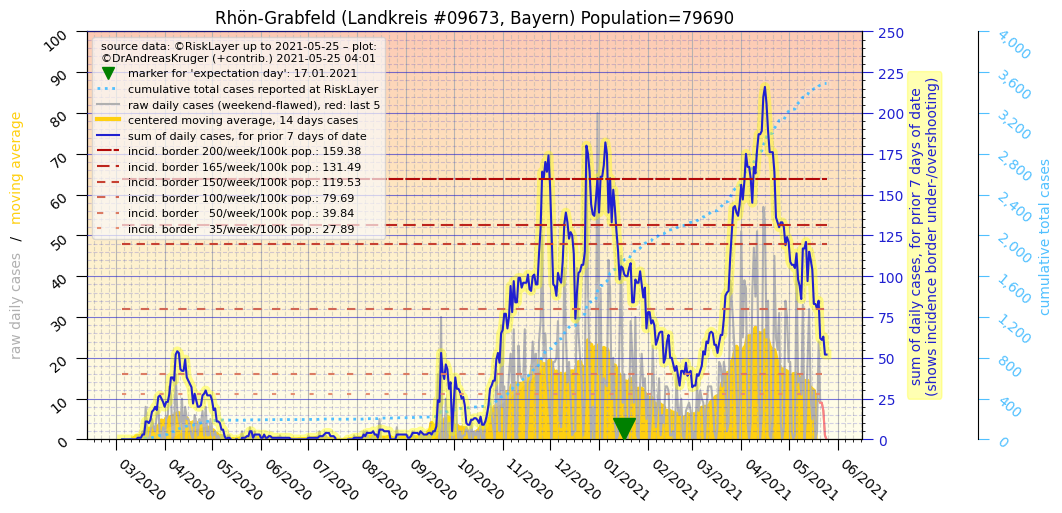 Rhön-Grabfeld (Landkreis #09673, Bayern) Population=79690
source data: ©RiskLayer up to 2021-05-25 – plot:
©DrAndreasKruger (+contrib.) 2021-05-25 04:01
marker for 'expectation day': 17.01.2021
cumulative total cases reported at RiskLayer
raw daily cases (weekend-flawed), red: last 5
centered moving average, 14 days cases
sum of daily cases, for prior 7 days of date
incid. border 200/week/100k pop.: 159.38
incid. border 165/week/100k pop.: 131.49
incid. border 150/week/100k pop.: 119.53
incid. border 100/week/100k pop.: 79.69
incid. border 50/week/100k pop.: 39.84
incid. border 35/week/100k pop.: 27.89
raw daily cases / moving average
100
90
80
70
60
50
40
30
20
10
0
03/2020
04/2020
05/2020
06/2020
07/2020
08/2020
09/2020
10/2020
11/2020
12/2020
01/2021
02/2021
03/2021
04/2021
05/2021
06/2021
250
225
200
175
150
125
100
75
50
25
0
sum of daily cases, for prior 7 days of date
(shows incidence border under-/overshooting)
4,000
3,600
3,200
2,800
2,400
2,000
1,600
1,200
800
400
0
cumulative total cases